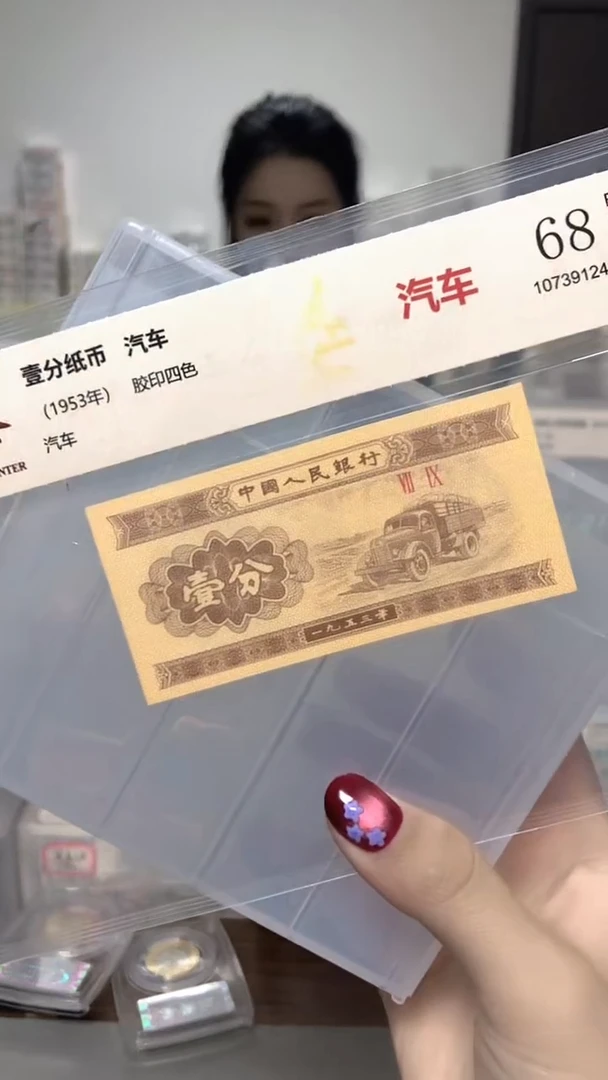 壹分纸币 汽车
(1953年) 胶印四色
汽车
NTER
汽车
68
10739124
中國人民銀行
VII IX
壹分
一九五三年